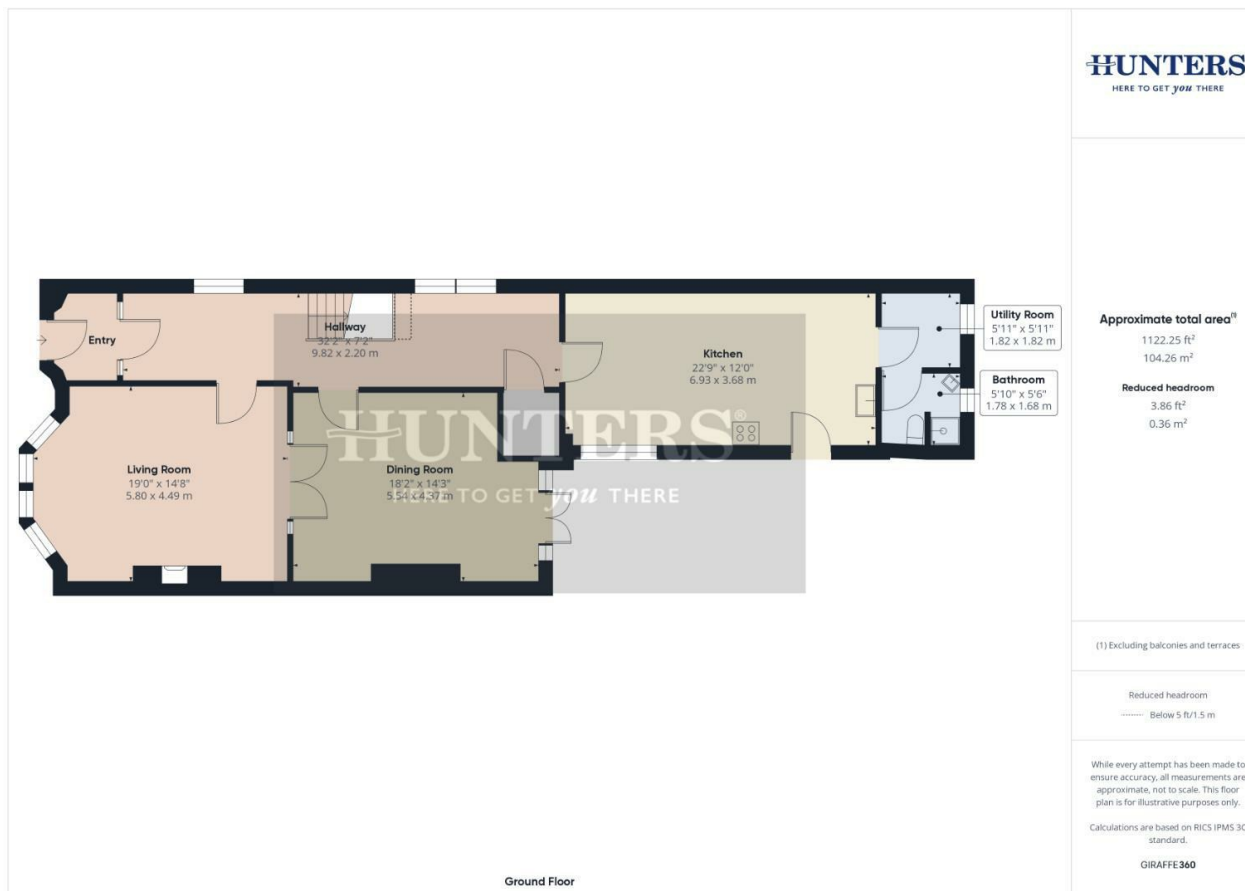 HUNTERS
HERE TO GET you THERE
Entry
Hallway
32'2" x 7'2"
9.82 x 2.20 m
Kitchen
22'9" x 12'0"
6.93 x 3.68 m
Utility Room
5'11" x 5'11"
1.82 x 1.82 m
Bathroom
5'10" x 5'6"
1.78 x 1.68 m
Living Room
19'0" x 14'8"
5.80 x 4.49 m
Dining Room
18'2" x 14'3"
5.54 x 4.37 m
HUNTERS®
HERE TO GET you THERE
Approximate total area(1)
1122.25 ft²
104.26 m²
Reduced headroom
3.86 ft²
0.36 m²
(1) Excluding balconies and terraces
Reduced headroom
Below 5 ft/1.5 m
While every attempt has been made to
ensure accuracy, all measurements are
approximate, not to scale. This floor
plan is for illustrative purposes only.
Calculations are based on RICS IPMS 3C
standard.
GIRAFFE360
Ground Floor